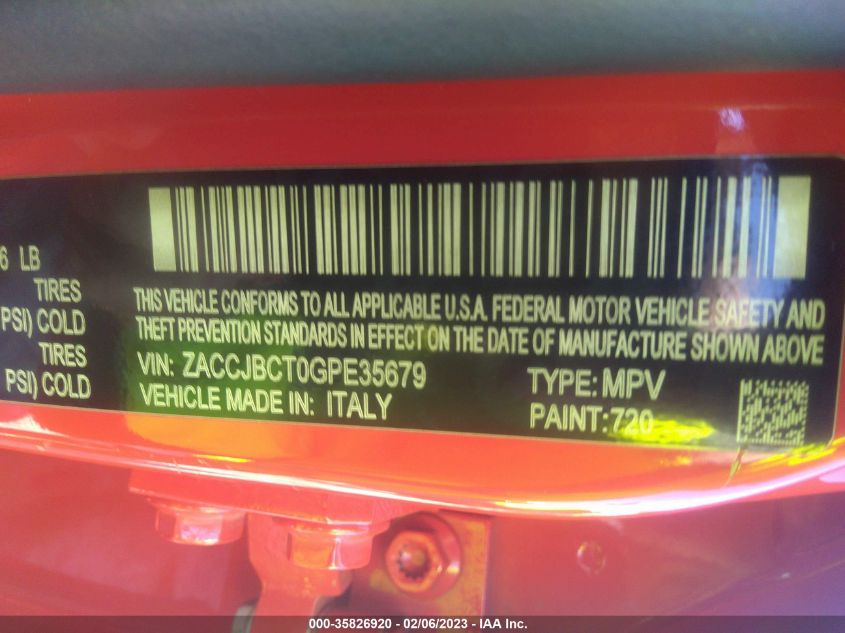 6 LB
TIRES
PSI) COLD
TIRES
PSI) COLD
THIS VEHICLE CONFORMS TO ALL APPLICABLE U.S.A. FEDERAL MOTOR VEHICLE SAFETY AND
THEFT PREVENTION STANDARDS IN EFFECT ON THE DATE OF MANUFACTURE SHOWN ABOVE
VIN: ZACCJBCT0GPE35679 TYPE: MPV
VEHICLE MADE IN: ITALY PAINT:720
000-35826920 - 02/06/2023 - IAA Inc.